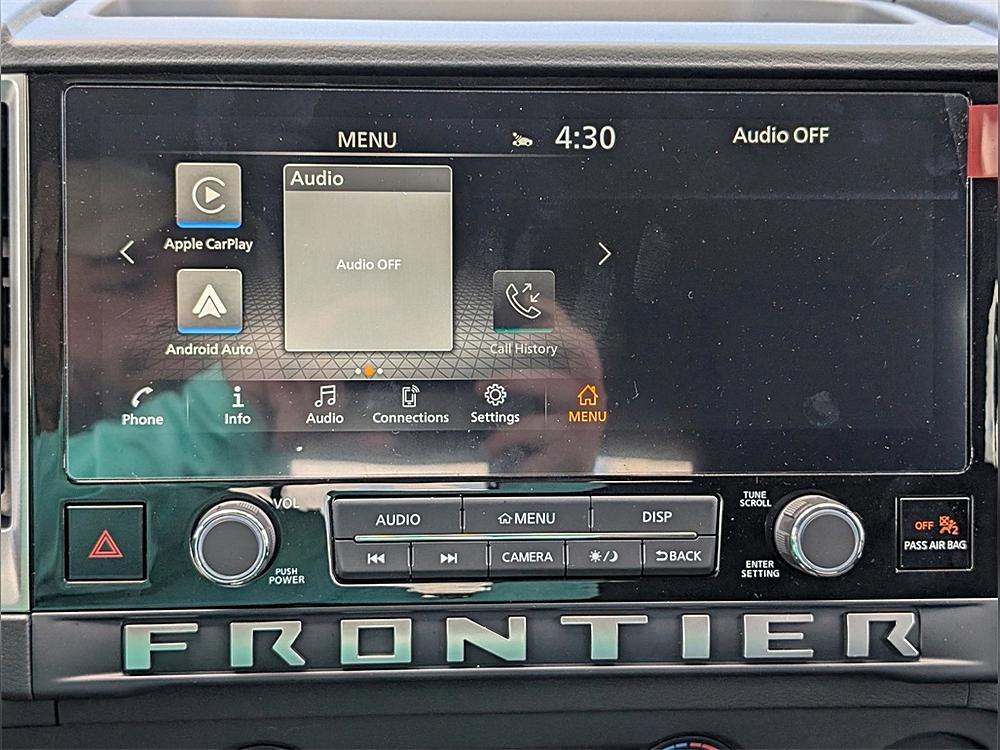 MENU
4:30
Audio OFF
Audio
Apple CarPlay
Audio OFF
Android Auto
Call History
Phone
Info
Audio
Connections
Settings
MENU
VOL
PUSH
POWER
AUDIO
MENU
DISP
CAMERA
BACK
TUNE
SCROLL
ENTER
SETTING
OFF
2
PASS AIR BAG
FRONTIER